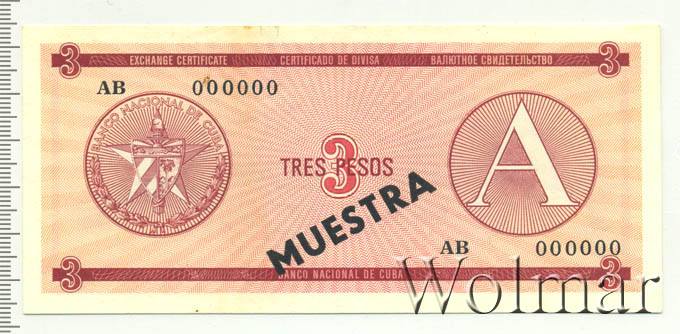 3 EXCHANGE CERTIFICATE CERTIFICADO DE DIVISA ВАЛЮТНОЕ СВИДЕТЕЛЬСТВО 3
AB 000000
BANCO NACIONAL DE CUBA
A
3
TRES PESOS
MUESTRA
AB 000000
3 BANCO NACIONAL DE CUBA 3
Wolmar